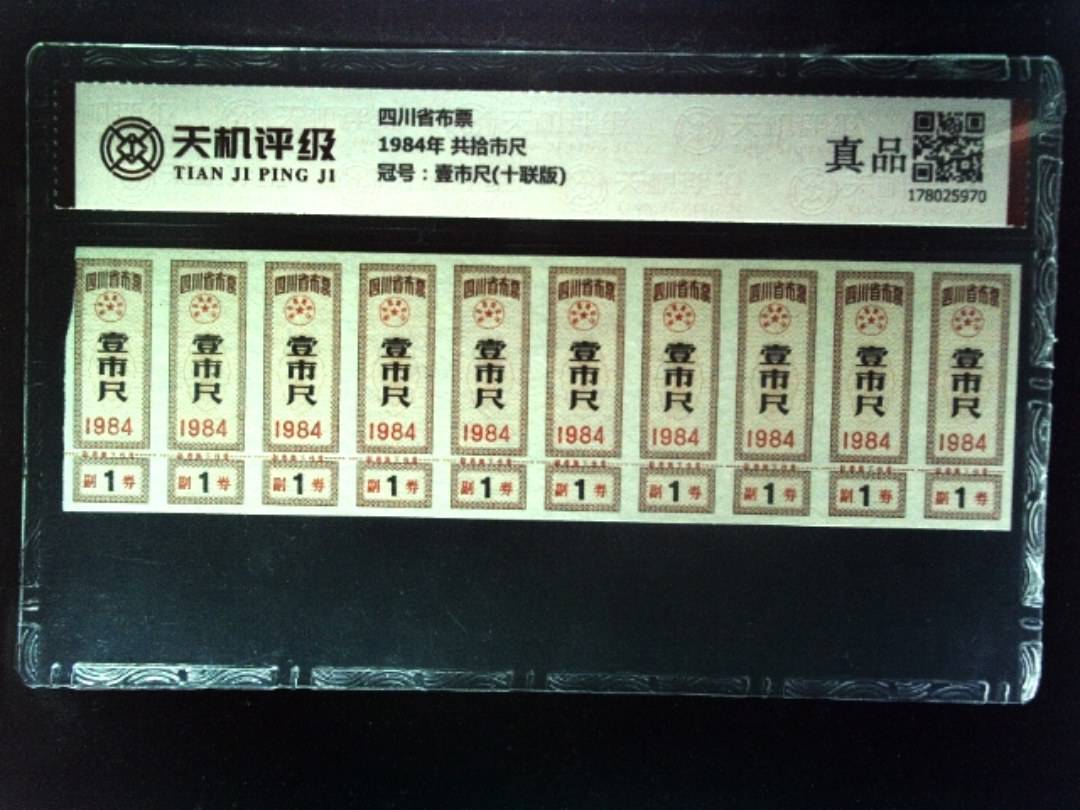 天机评级
TIAN JI PING JI
四川省布票
1984年 共拾市尺
冠号：壹市尺(十联版)
真品
178025970
四川省布票 四川省布票 四川省布票 四川省布票 四川省布票 四川省布票 四川省布票 四川省布票 四川省布票 四川省布票
壹市尺 壹市尺 壹市尺 壹市尺 壹市尺 壹市尺 壹市尺 壹市尺 壹市尺 壹市尺
1984 1984 1984 1984 1984 1984 1984 1984 1984 1984
副1券 副1券 副1券 副1券 副1券 副1券 副1券 副1券 副1券 副1券